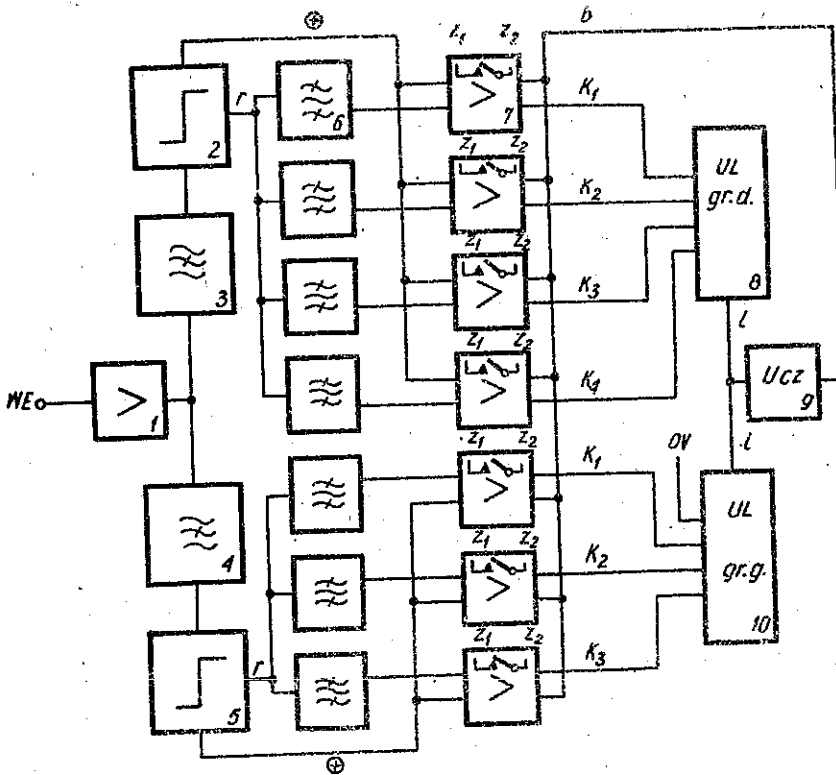 ⊕ z₁ z₂ b
r K₁
2 6 7
z₁ z₂ UL
gr.d.
K₂
3 z₁ z₂
K₃ 8
z₁ z₂ l
WE 1 K₄ Ucz
9
z₁ z₂ OV l
K₁ UL
4 z₁ z₂ gr.g.
K₂
10
r z₁ z₂
K₃
5
⊕